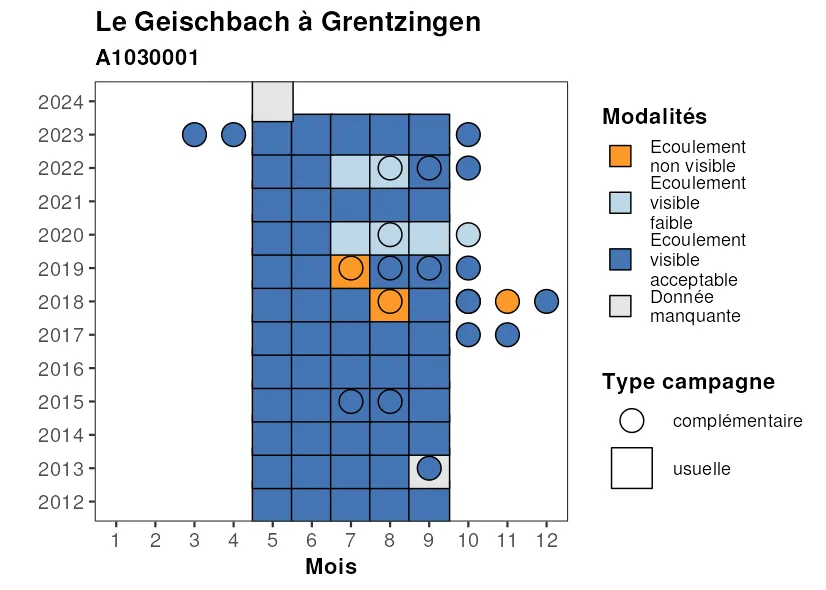 Le Geischbach à Grentzingen
A1030001
2024
2023
2022
2021
2020
2019
2018
2017
2016
2015
2014
2013
2012
1 2 3 4 5 6 7 8 9 10 11 12
Mois
Modalités
Ecoulement
non visible
Ecoulement
visible
faible
Ecoulement
visible
acceptable
Donnée
manquante
Type campagne
complémentaire
usuelle